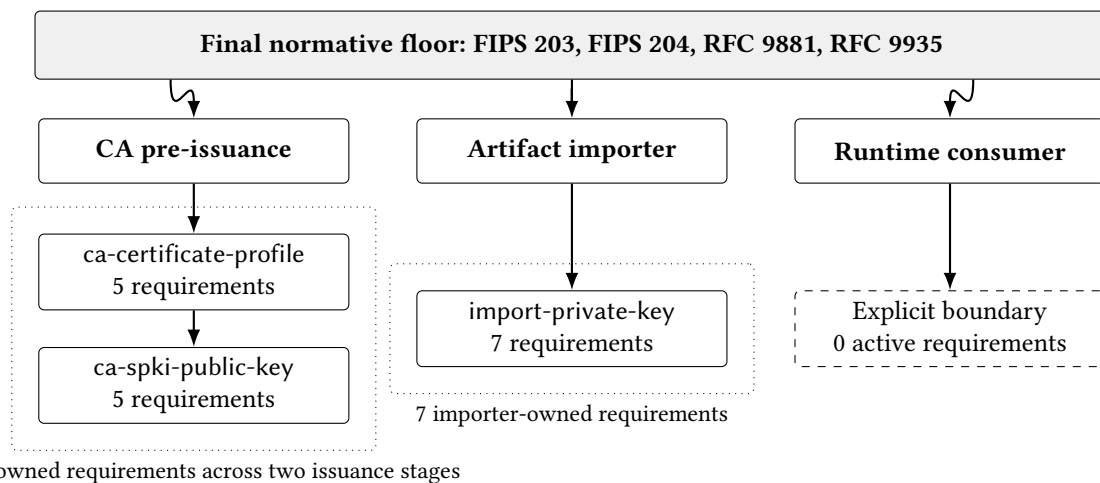 Final normative floor: FIPS 203, FIPS 204, RFC 9881, RFC 9935
CA pre-issuance
Artifact importer
Runtime consumer
ca-certificate-profile
5 requirements
ca-spki-public-key
5 requirements
import-private-key
7 requirements
Explicit boundary
0 active requirements
7 importer-owned requirements
owned requirements across two issuance stages